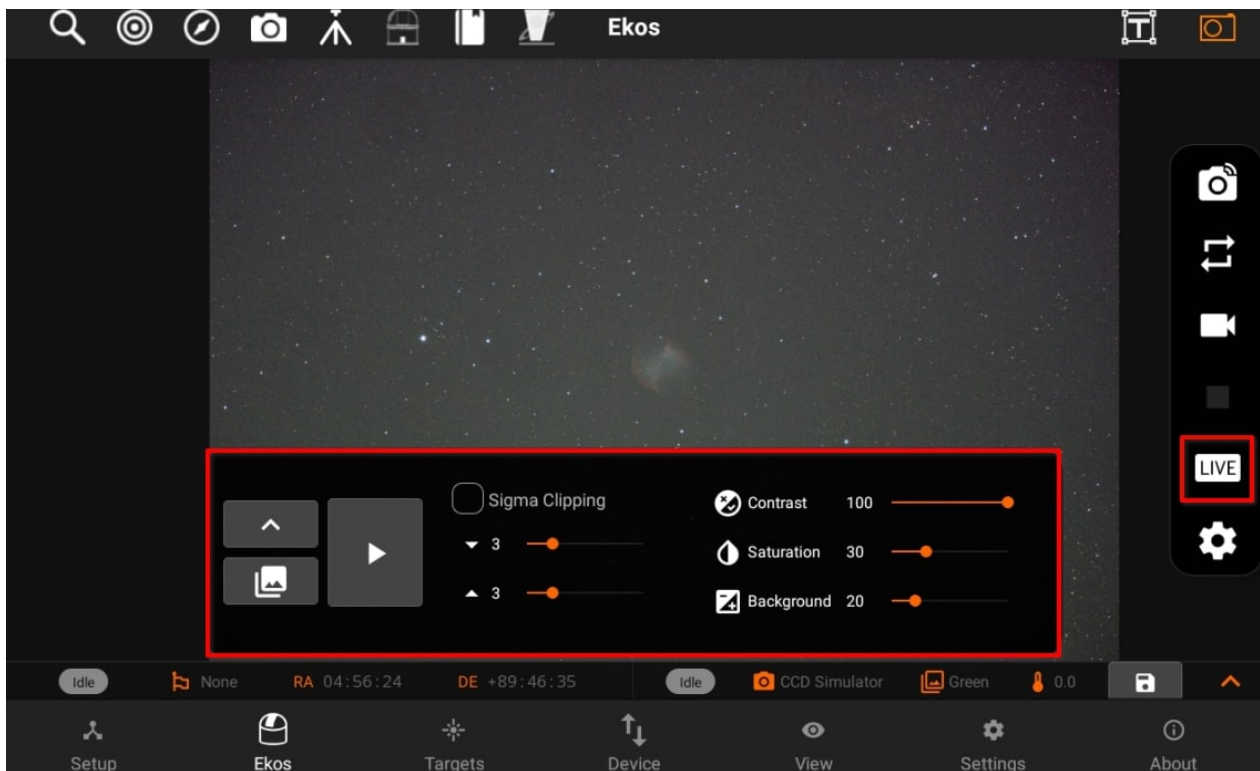 Ekos
T
LIVE
Sigma Clipping
3
3
Contrast 100
Saturation 30
Background 20
Idle None RA 04:56:24 DE +89:46:35 Idle CCD Simulator Green 0.0
Setup Ekos Targets Device View Settings About